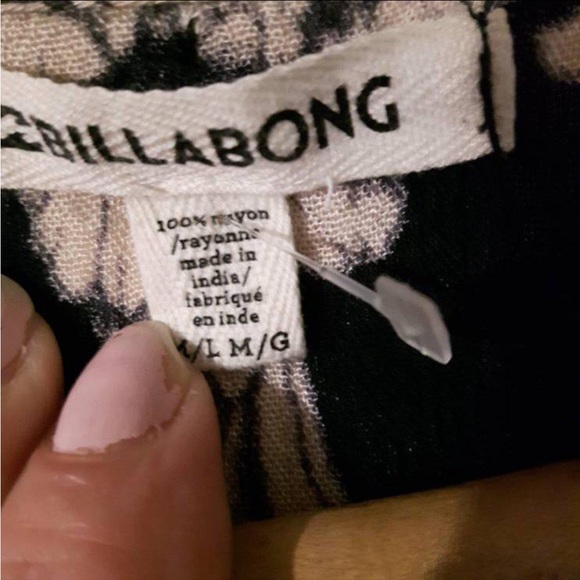 BILLABONG
100% rayon
/rayonne
made in
india/
fabriqué
en inde
M/L M/G